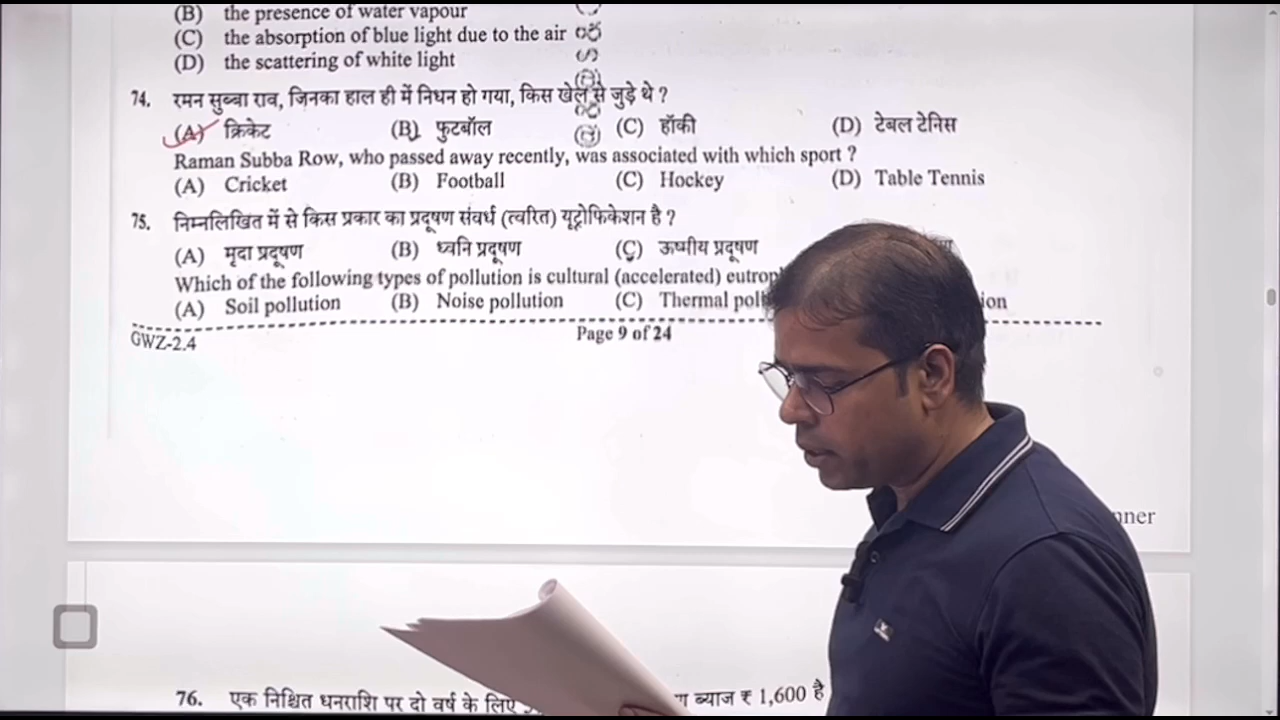 (B) the presence of water vapour
(C) the absorption of blue light due to the air
(D) the scattering of white light
74. रमन सुब्बा राव, जिनका हाल ही में निधन हो गया, किस खेल से जुड़े थे ?
(A) क्रिकेट (B) फुटबॉल (C) हॉकी (D) टेबल टेनिस
Raman Subba Row, who passed away recently, was associated with which sport ?
(A) Cricket (B) Football (C) Hockey (D) Table Tennis
75. निम्नलिखित में से किस प्रकार का प्रदूषण संवर्ध (त्वरित) यूट्रोफिकेशन है ?
(A) मृदा प्रदूषण (B) ध्वनि प्रदूषण (C) ऊष्मीय प्रदूषण
Which of the following types of pollution is cultural (accelerated)
(A) Soil pollution (B) Noise pollution (C) Thermal
GWZ-2.4 Page 9 of 24
76. एक निश्चित धनराशि पर दो वर्ष के लिए ब्याज ₹ 1,600 है